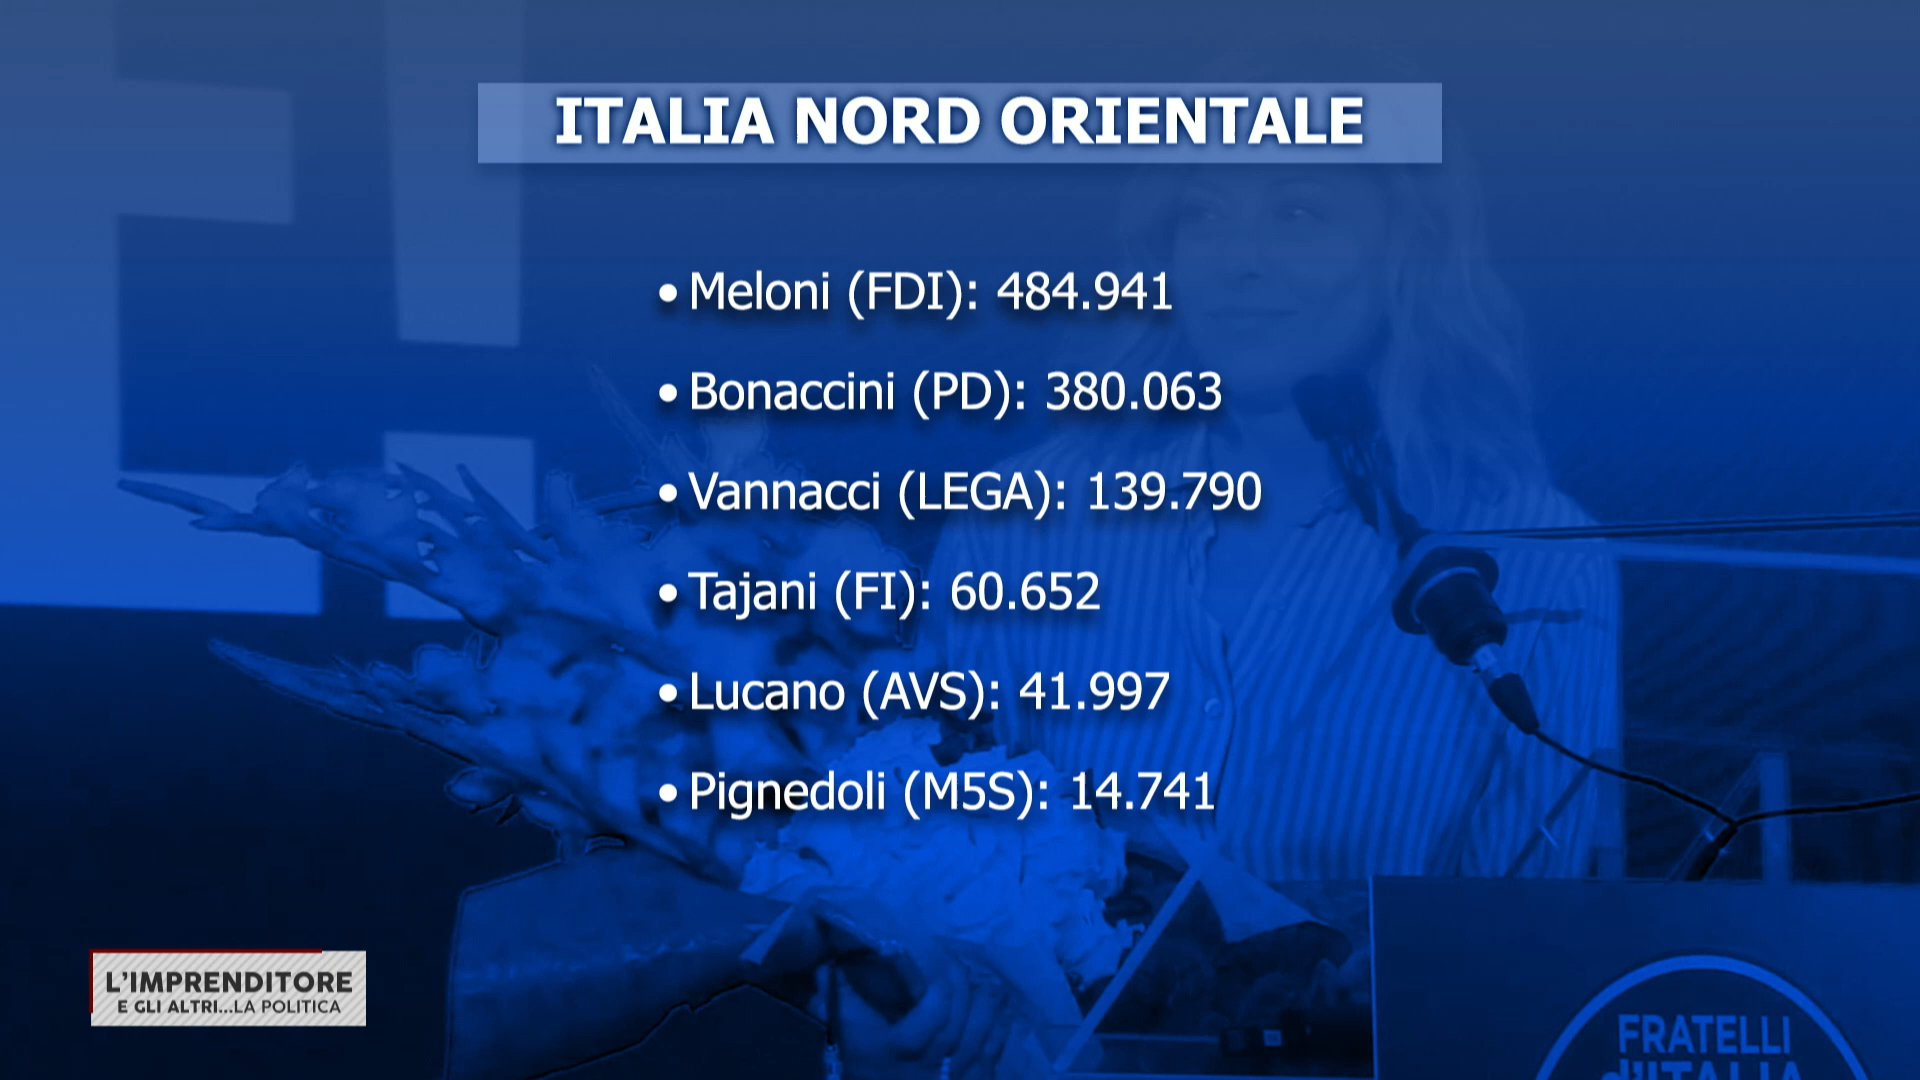 ITALIA NORD ORIENTALE
• Meloni (FDI): 484.941
• Bonaccini (PD): 380.063
• Vannacci (LEGA): 139.790
• Tajani (FI): 60.652
• Lucano (AVS): 41.997
• Pignedoli (M5S): 14.741
L'IMPRENDITORE
E GLI ALTRI...LA POLITICA
FRATELLI
d'ITALIA